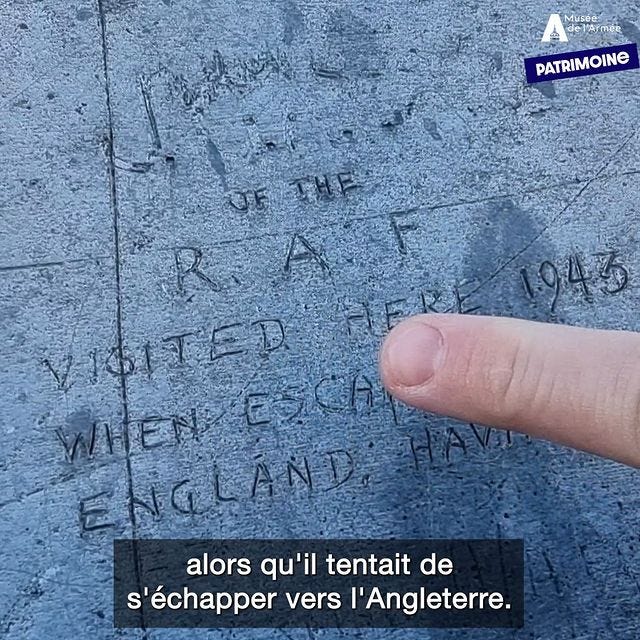 Musée
de l'Armée
PATRIMOINE
OF THE
R. A F
VISITED HERE 1943
WHEN
ENGLAND.
alors qu'il tentait de
s'échapper vers l'Angleterre.